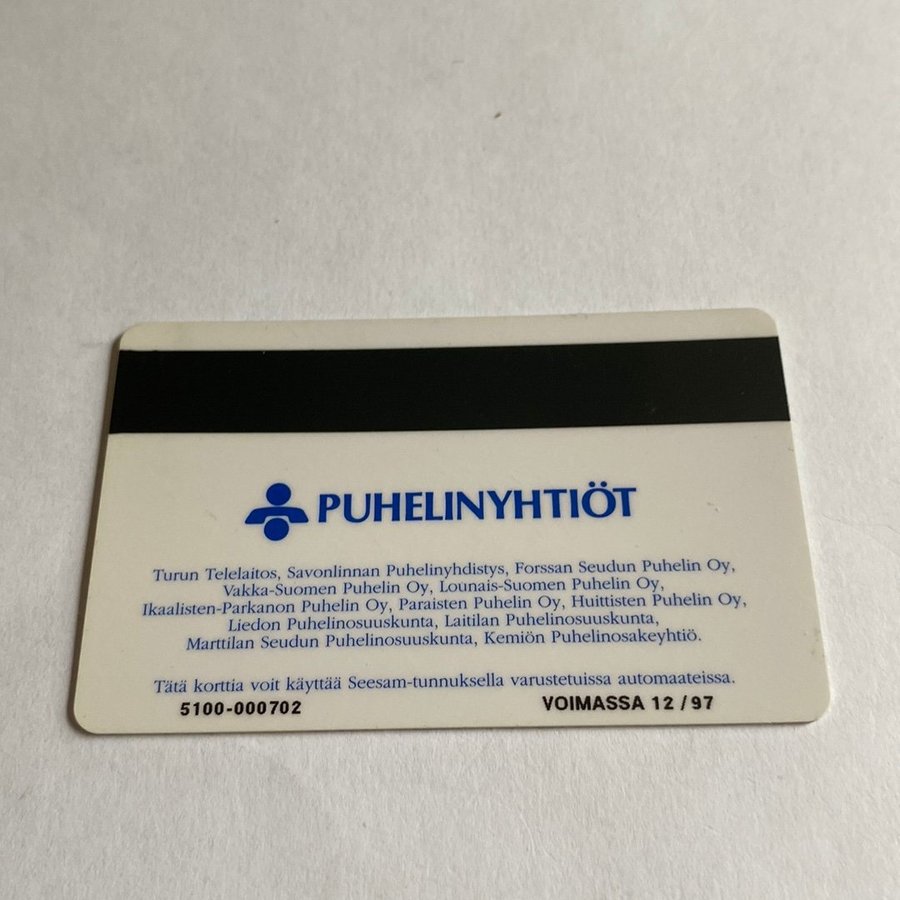 PUHELINYHTIÖT
Turun Telelaitos, Savonlinnan Puhelinyhdistys, Forssan Seudun Puhelin Oy,
Vakka-Suomen Puhelin Oy, Lounais-Suomen Puhelin Oy,
Ikaalisten-Parkanon Puhelin Oy, Paraisten Puhelin Oy, Huittisten Puhelin Oy,
Liedon Puhelinosuuskunta, Laitilan Puhelinosuuskunta,
Marttilan Seudun Puhelinosuuskunta, Kemiön Puhelinosakeyhtiö.
Tätä korttia voit käyttää Seesam-tunnuksella varustetuissa automaateissa.
5100-000702 VOIMASSA 12 / 97